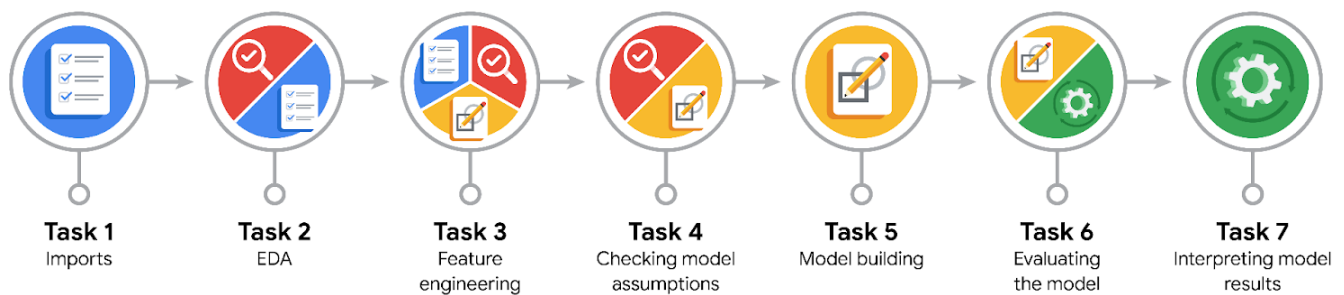 Task 1
Imports
Task 2
EDA
Task 3
Feature
engineering
Task 4
Checking model
assumptions
Task 5
Model building
Task 6
Evaluating
the model
Task 7
Interpreting model
results